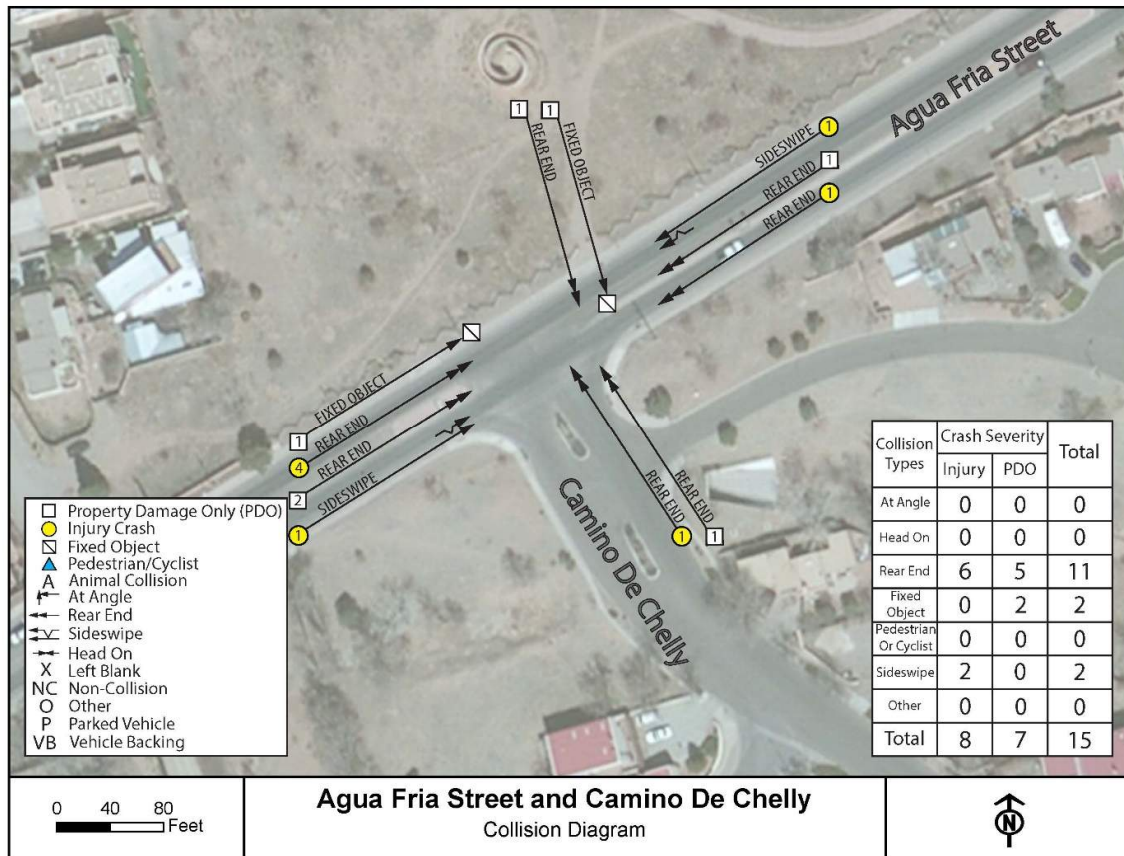 1
1
REAR END
FIXED OBJECT
Agua Fria Street
SIDESWIPE
1
REAR END
1
REAR END
1
FIXED OBJECT
1
REAR END
4
REAR END
2
SIDESWIPE
1
REAR END
1
REAR END
1
Camino De Chelly
Property Damage Only (PDO)
Injury Crash
Fixed Object
Pedestrian/Cyclist
A Animal Collision
At Angle
Rear End
Sideswipe
Head On
X Left Blank
NC Non-Collision
O Other
P Parked Vehicle
VB Vehicle Backing
Collision Types Crash Severity Total
Injury PDO
At Angle 0 0 0
Head On 0 0 0
Rear End 6 5 11
Fixed Object 0 2 2
Pedestrian Or Cyclist 0 0 0
Sideswipe 2 0 2
Other 0 0 0
Total 8 7 15
0 40 80
Feet
Agua Fria Street and Camino De Chelly
Collision Diagram
N